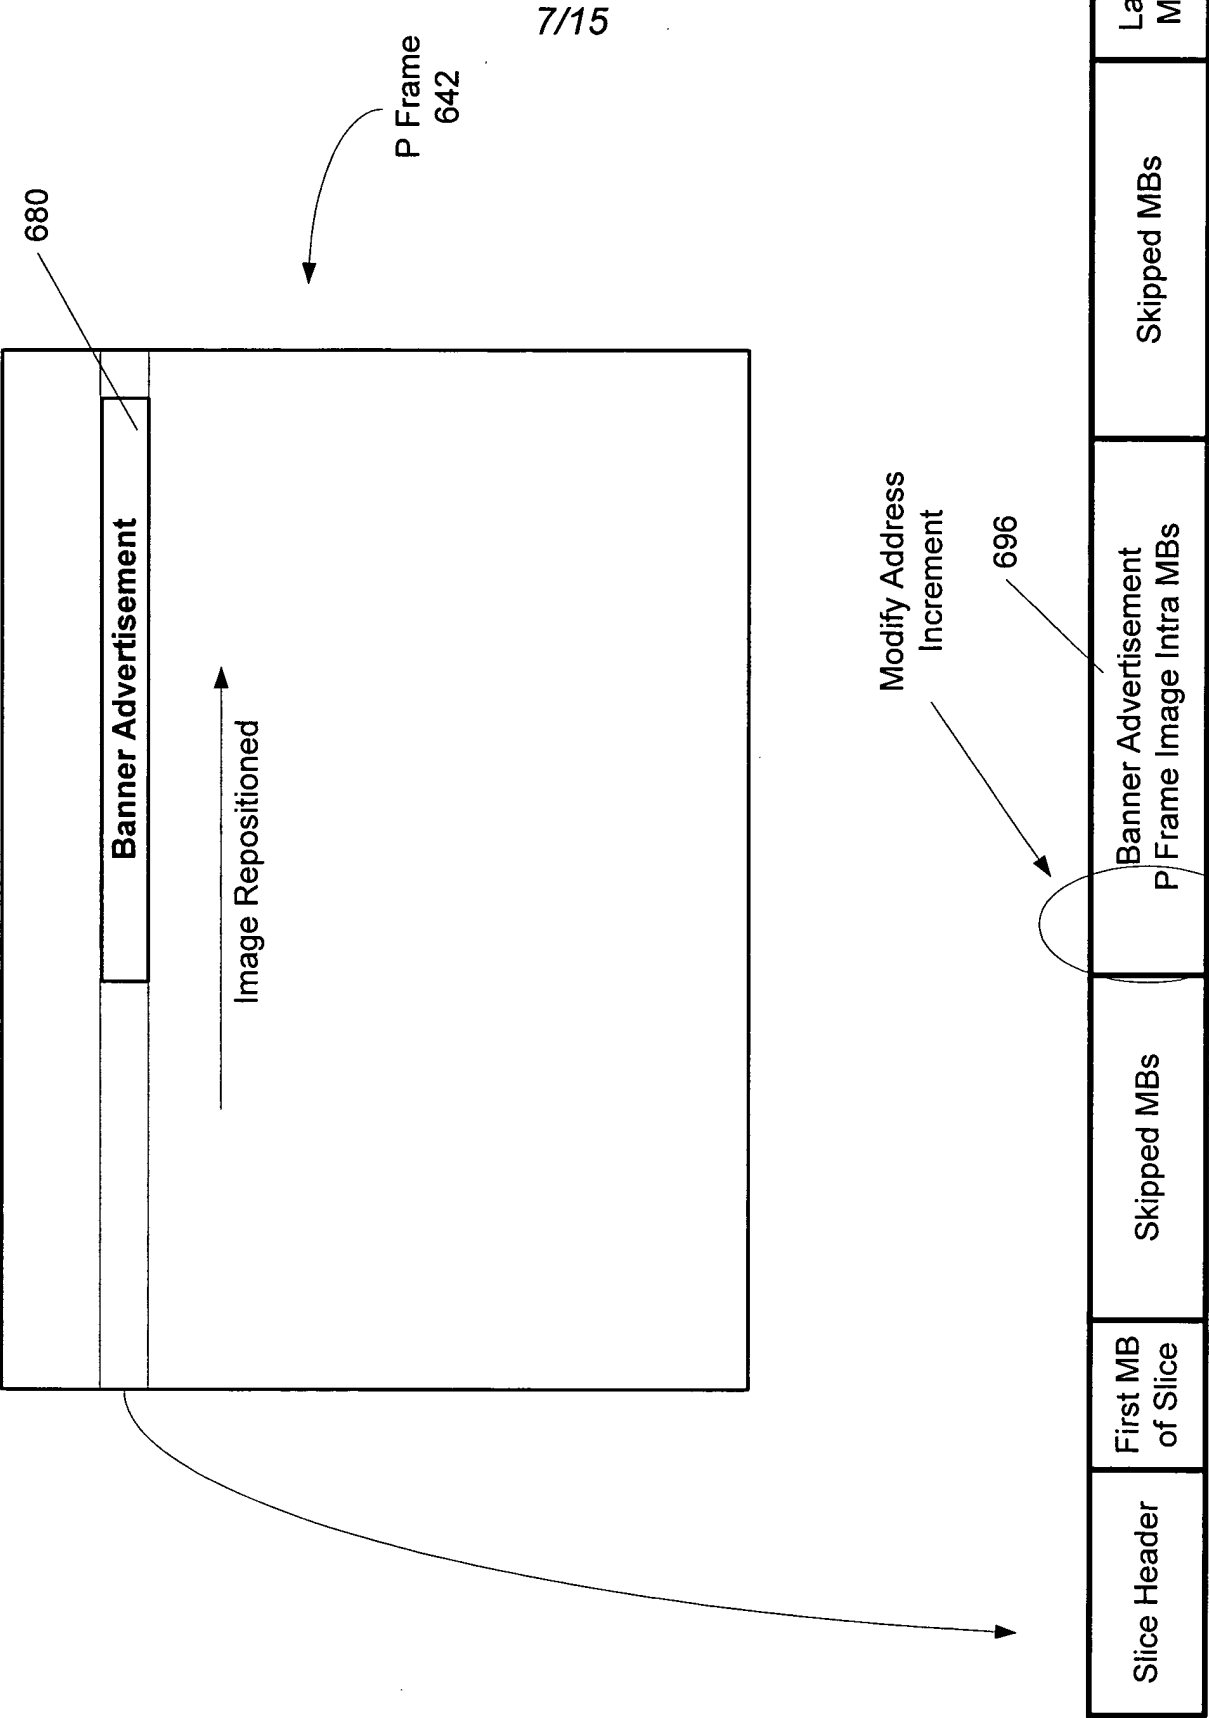 7/15
680
P Frame
642
Banner Advertisement
Image Repositioned
Modify Address
Increment
696
Slice Header
First MB
of Slice
Skipped MBs
Banner Advertisement
P Frame Image Intra MBs
Skipped MBs